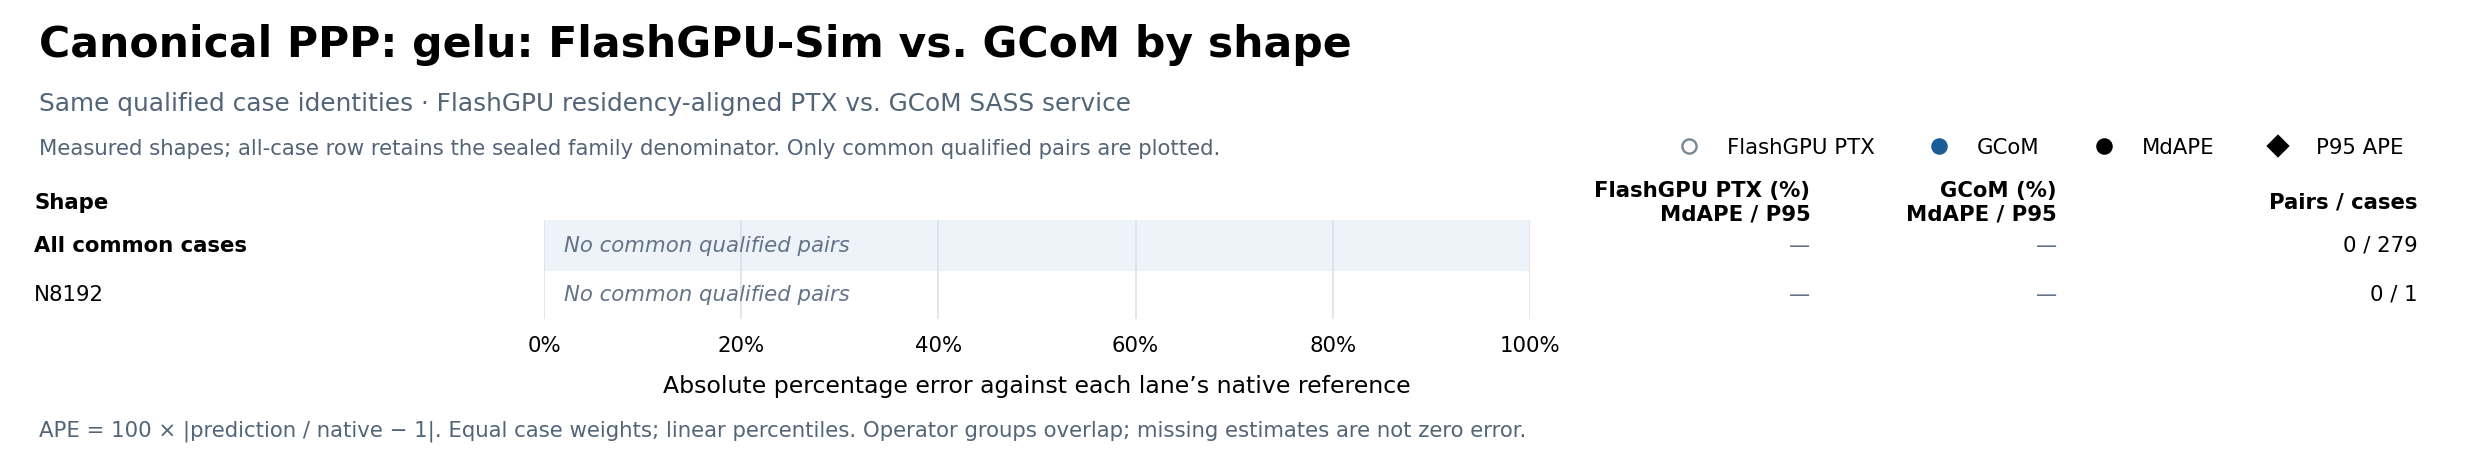 Canonical PPP: gelu: FlashGPU-Sim vs. GCoM by shape
Same qualified case identities · FlashGPU residency-aligned PTX vs. GCoM SASS service
Measured shapes; all-case row retains the sealed family denominator. Only common qualified pairs are plotted.
FlashGPU PTX GCoM MdAPE P95 APE
Shape FlashGPU PTX (%) MdAPE / P95 GCoM (%) MdAPE / P95 Pairs / cases
All common cases No common qualified pairs — — 0 / 279
N8192 No common qualified pairs — — 0 / 1
0% 20% 40% 60% 80% 100%
Absolute percentage error against each lane’s native reference
APE = 100 × |prediction / native − 1|. Equal case weights; linear percentiles. Operator groups overlap; missing estimates are not zero error.